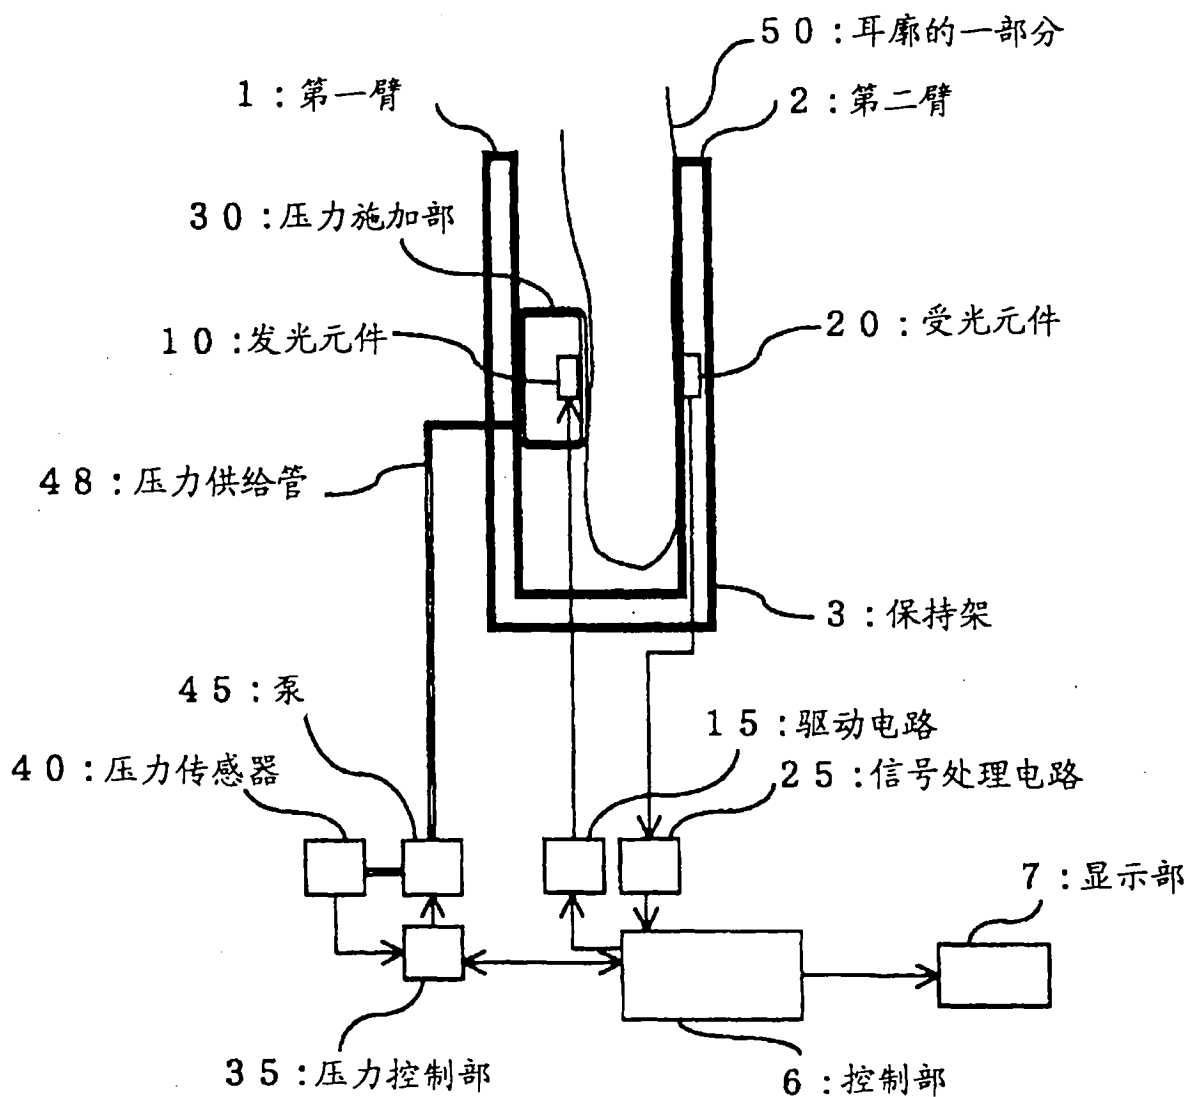 ５０：耳廓的一部分
１：第一臂
２：第二臂
３０：压力施加部
１０：发光元件
２０：受光元件
４８：压力供给管
３：保持架
４５：泵
１５：驱动电路
４０：压力传感器
２５：信号处理电路
７：显示部
３５：压力控制部
６：控制部